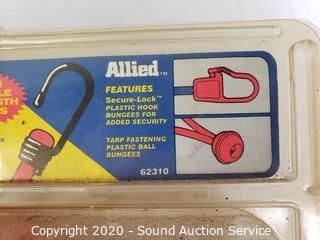 Allied™
FEATURES
Secure-Lock™
PLASTIC HOOK
BUNGEES FOR
ADDED SECURITY
TARP FASTENING
PLASTIC BALL
BUNGEES
62310
Copyright 2020 - Sound Auction Service